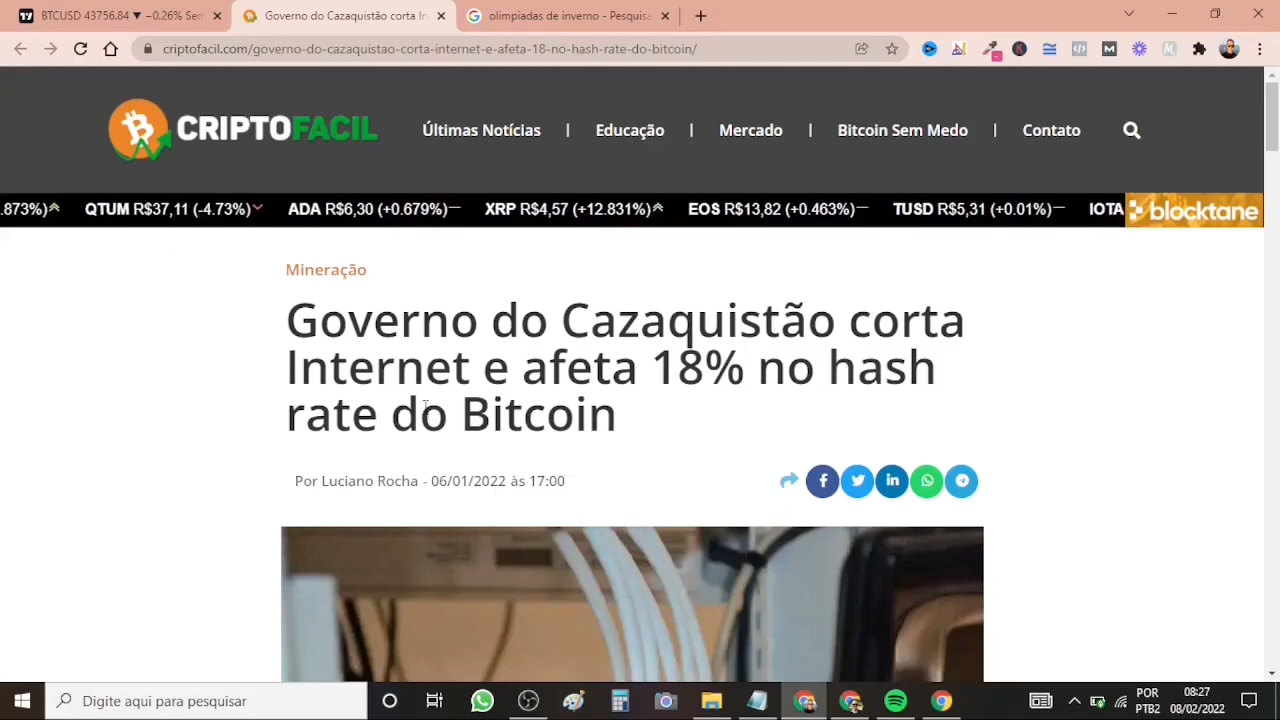 BTCUSD 43756.84 ▼ −0.26% Sem
Governo do Cazaquistão corta In
olimpiadas de inverno - Pesquisa
criptofacil.com/governo-do-cazaquistao-corta-internet-e-afeta-18-no-hash-rate-do-bitcoin/
CRIPTOFACIL
Últimas Notícias | Educação | Mercado | Bitcoin Sem Medo | Contato
.873%) QTUM R$37,11 (-4.73%) ADA R$6,30 (+0.679%) XRP R$4,57 (+12.831%) EOS R$13,82 (+0.463%) TUSD R$5,31 (+0.01%) IOTA blocktane
Mineração
Governo do Cazaquistão corta
Internet e afeta 18% no hash
rate do Bitcoin
Por Luciano Rocha - 06/01/2022 às 17:00
Digite aqui para pesquisar
POR
PTB2
08:27
08/02/2022